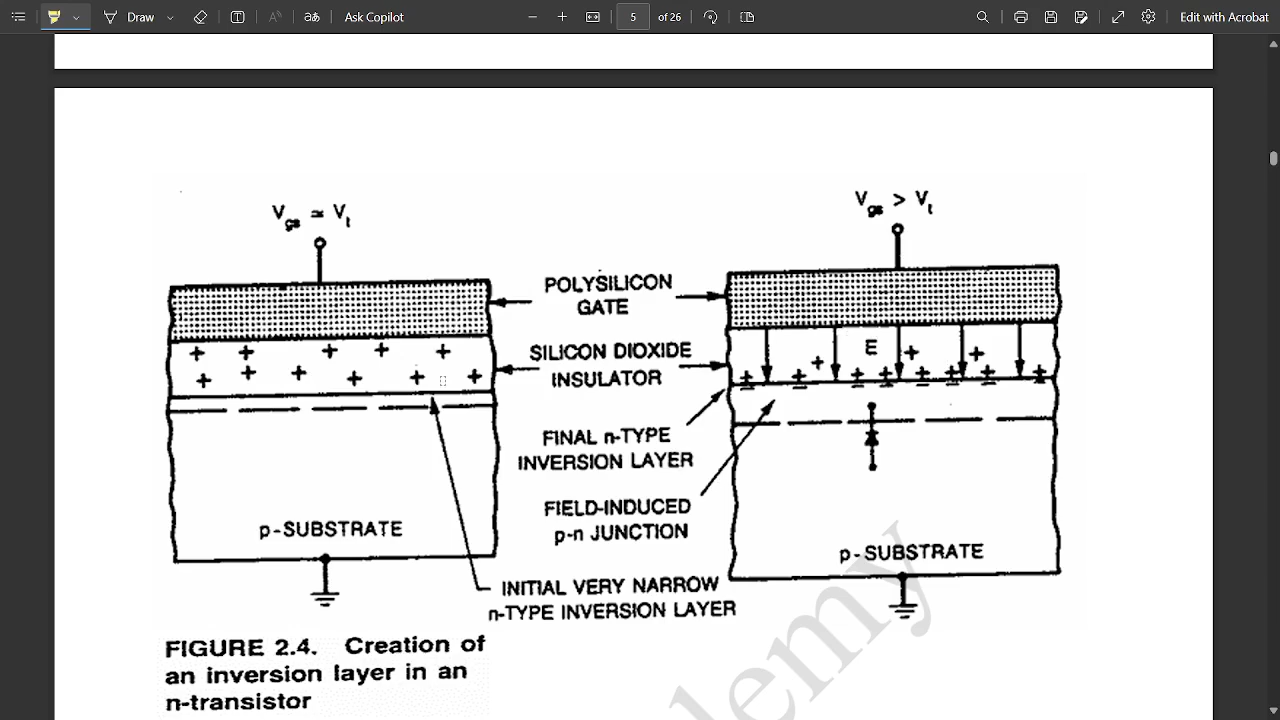 Draw
Ask Copilot
5 of 26
Edit with Acrobat
Vgs ≃ Vt
Vgs > Vt
POLYSILICON
GATE
SILICON DIOXIDE
INSULATOR
E
FINAL n-TYPE
INVERSION LAYER
FIELD-INDUCED
p-n JUNCTION
p-SUBSTRATE
p-SUBSTRATE
INITIAL VERY NARROW
n-TYPE INVERSION LAYER
FIGURE 2.4. Creation of
an inversion layer in an
n-transistor